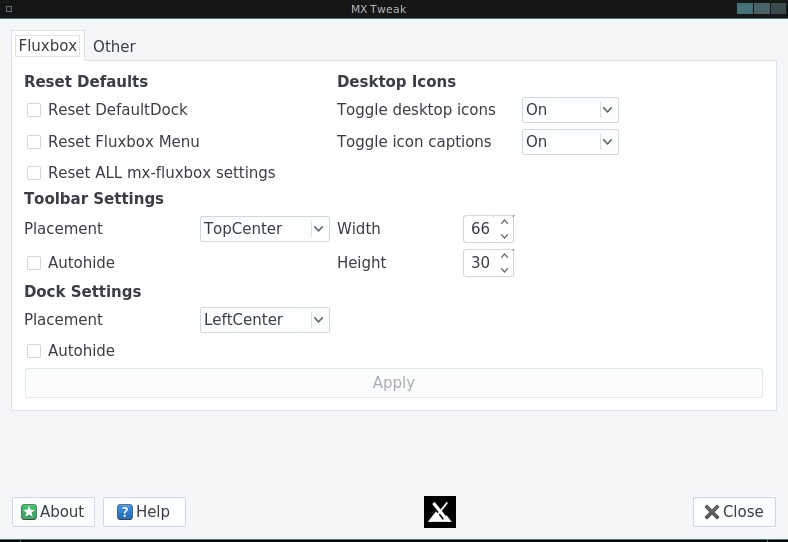 MX Tweak
Fluxbox Other
Reset Defaults
Reset DefaultDock
Reset Fluxbox Menu
Reset ALL mx-fluxbox settings
Desktop Icons
Toggle desktop icons On
Toggle icon captions On
Toolbar Settings
Placement TopCenter Width 66
Autohide Height 30
Dock Settings
Placement LeftCenter
Autohide
Apply
About Help Close